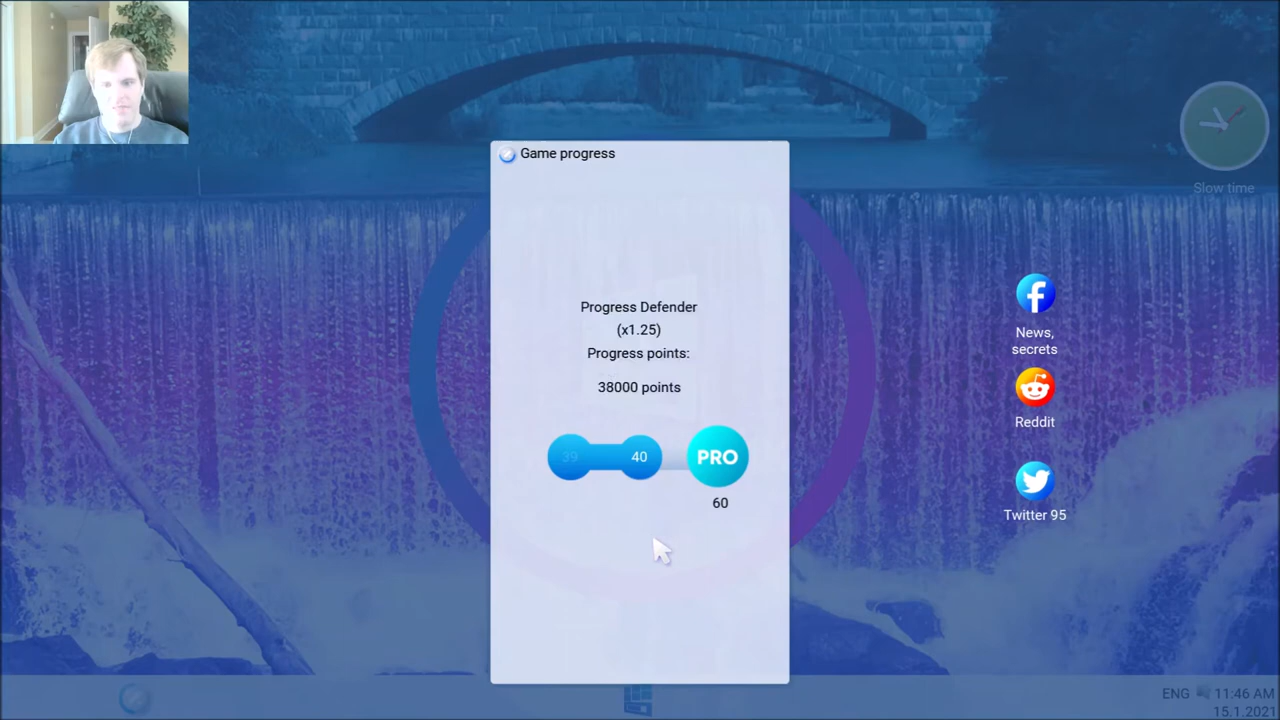 Game progress
Progress Defender
(x1.25)
Progress points:
38000 points
39
40
PRO
60
Slow time
News,
secrets
Reddit
Twitter 95
ENG
11:46 AM
15.1.2021